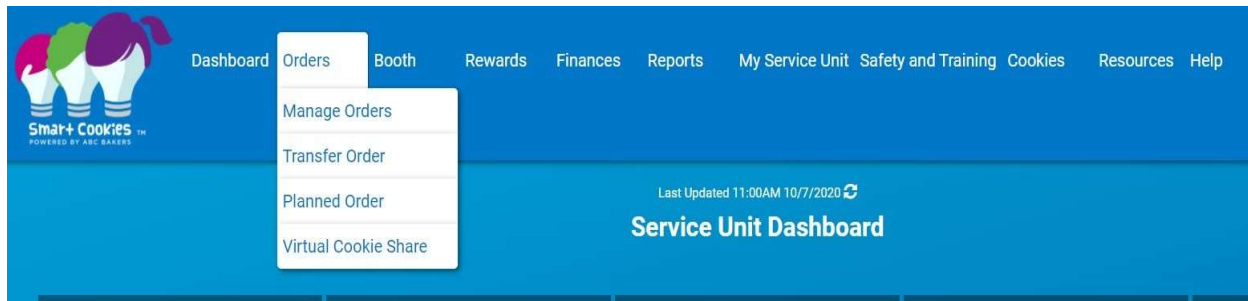 Dashboard Orders Booth Rewards Finances Reports My Service Unit Safety and Training Cookies Resources Help
Manage Orders
Smart Cookies TM
POWERED BY ABC BAKERS
Transfer Order
Planned Order
Virtual Cookie Share
Last Updated 11:00AM 10/7/2020
Service Unit Dashboard